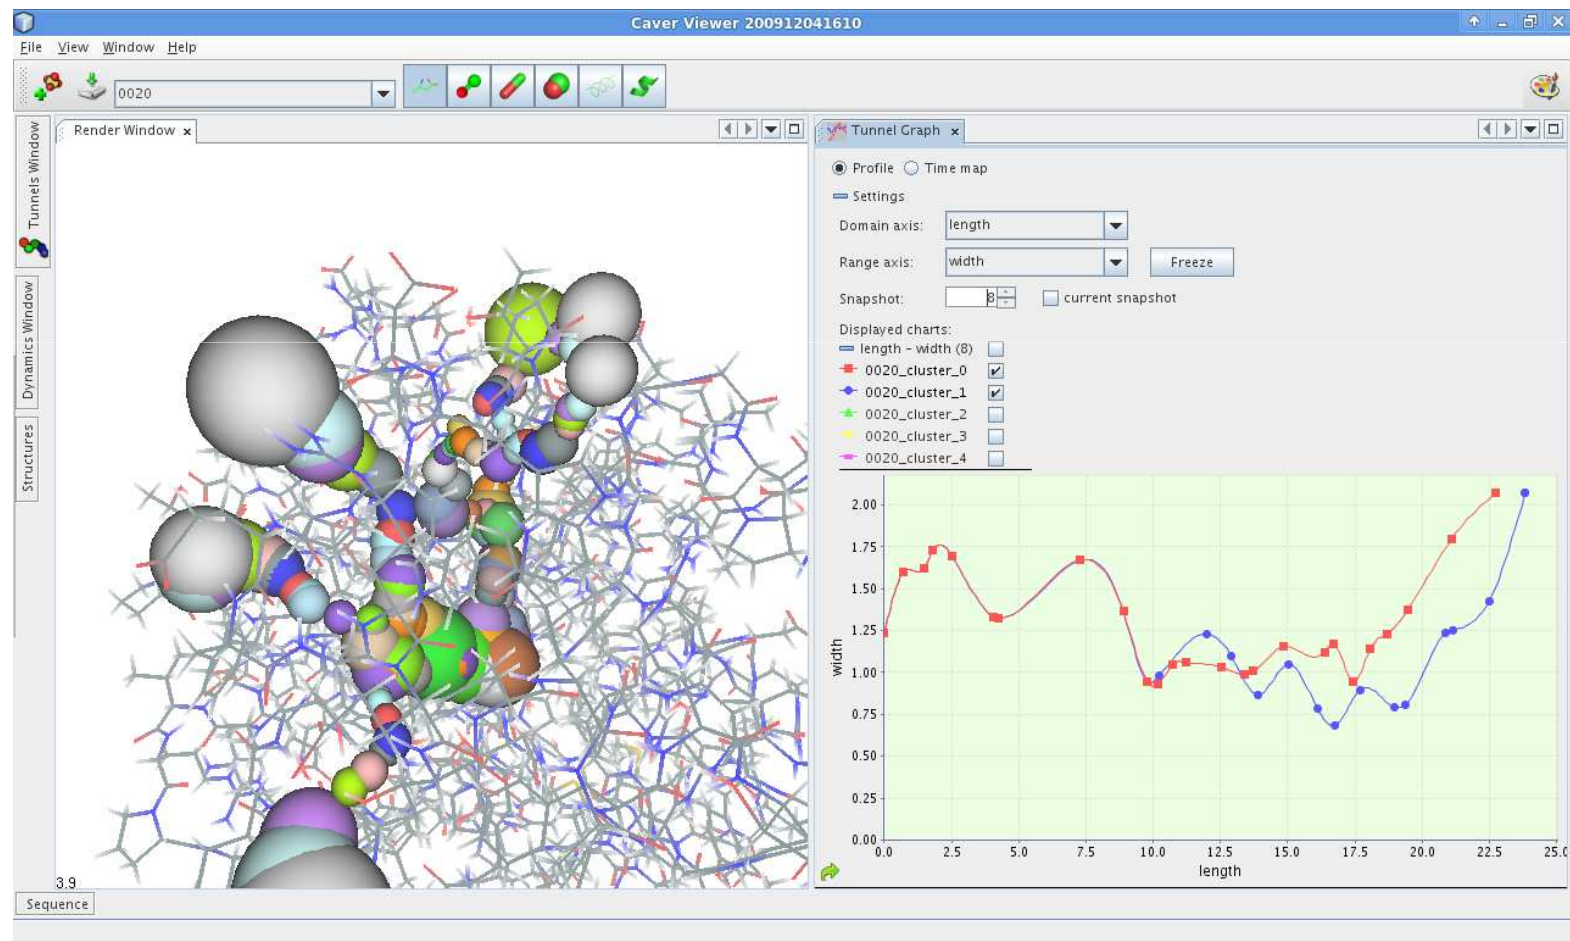 Caver Viewer 200912041610
File View Window Help
0020
Tunnels Window
Dynamics Window
Structures
Render Window x
3.9
Tunnel Graph x
Profile Time map
Settings
Domain axis: length
Range axis: width Freeze
Snapshot: 8 current snapshot
Displayed charts:
length - width (8)
0020_cluster_0
0020_cluster_1
0020_cluster_2
0020_cluster_3
0020_cluster_4
width
2.00
1.75
1.50
1.25
1.00
0.75
0.50
0.25
0.00
0.0 2.5 5.0 7.5 10.0 12.5 15.0 17.5 20.0 22.5 25.0
length
Sequence